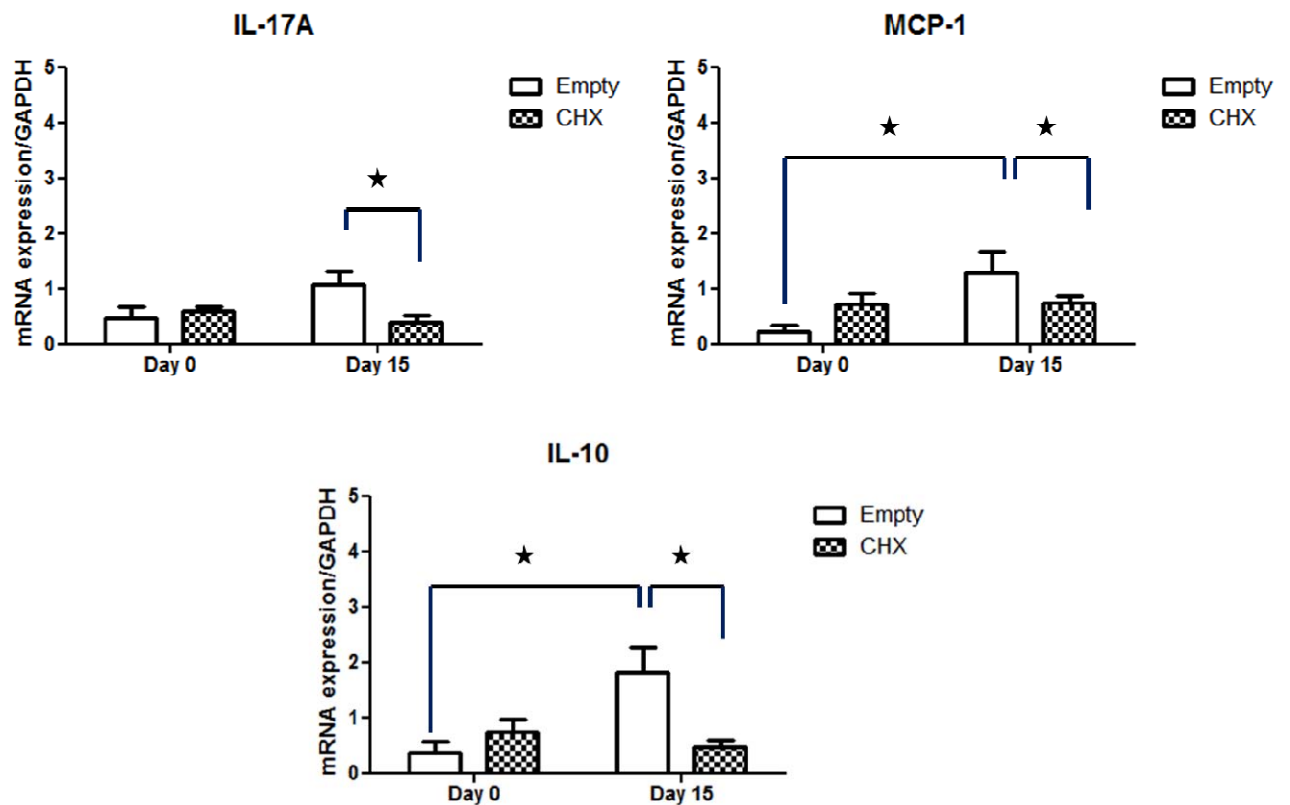 IL-17A
mRNA expression/GAPDH
5
4
3
2
1
0
Day 0
Day 15
Empty
CHX
MCP-1
mRNA expression/GAPDH
5
4
3
2
1
0
Day 0
Day 15
Empty
CHX
IL-10
mRNA expression/GAPDH
5
4
3
2
1
0
Day 0
Day 15
Empty
CHX